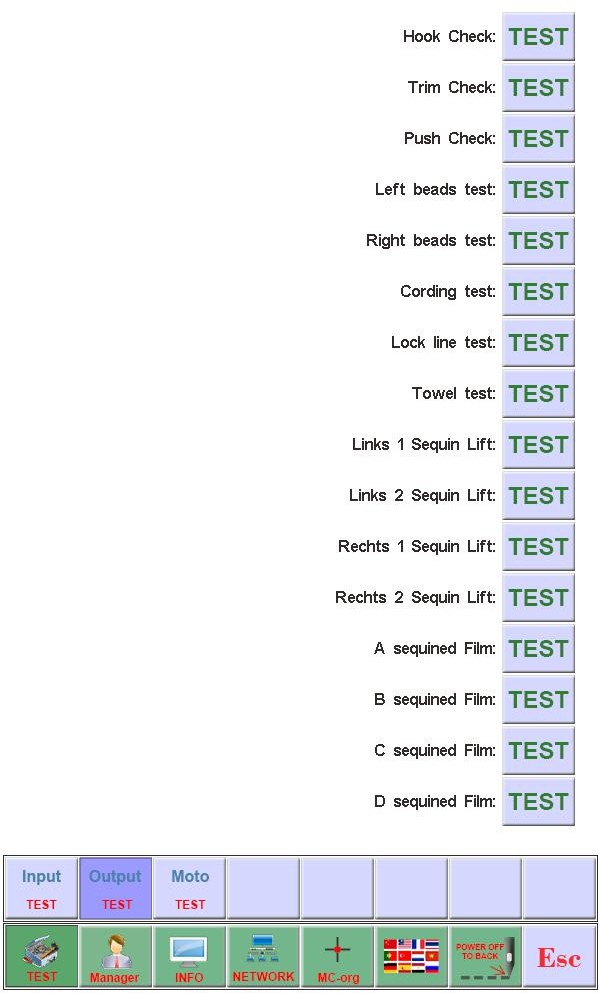 Hook Check: TEST
Trim Check: TEST
Push Check: TEST
Left beads test: TEST
Right beads test: TEST
Cording test: TEST
Lock line test: TEST
Towel test: TEST
Links 1 Sequin Lift: TEST
Links 2 Sequin Lift: TEST
Rechts 1 Sequin Lift: TEST
Rechts 2 Sequin Lift: TEST
A sequined Film: TEST
B sequined Film: TEST
C sequined Film: TEST
D sequined Film: TEST
Input Output Moto
TEST TEST TEST
POWER OFF
TO BACK
Esc
TEST Manager INFO NETWORK MC-org